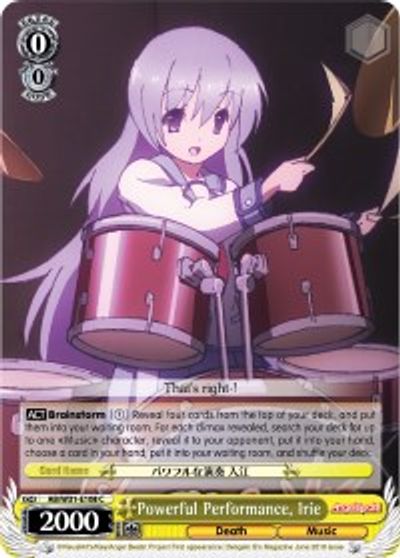 0
0
That's right-!
ACT Brainstorm [(1)] Reveal four cards from the top of your deck, and put
them into your waiting room. For each climax revealed, search your deck for up
to one «Music» character, reveal it to your opponent, put it into your hand,
choose a card in your hand, put it into your waiting room, and shuffle your deck.
Card Name
パワフルな演奏 入江
2000
Powerful Performance, Irie
Death
Music